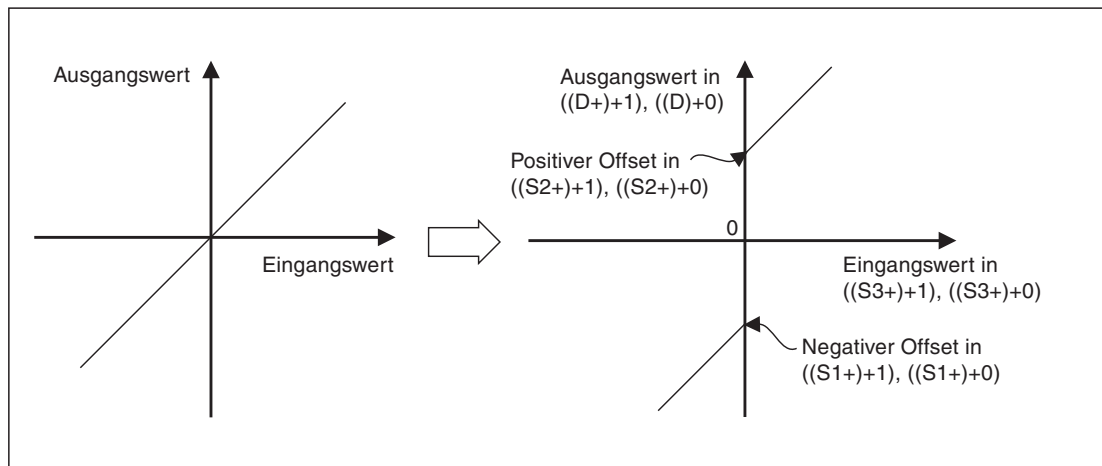 Ausgangswert
Eingangswert
Ausgangswert in
((D+)+1), ((D)+0)
Positiver Offset in
((S2+)+1), ((S2+)+0)
0
Eingangswert in
((S3+)+1), ((S3+)+0)
Negativer Offset in
((S1+)+1), ((S1+)+0)